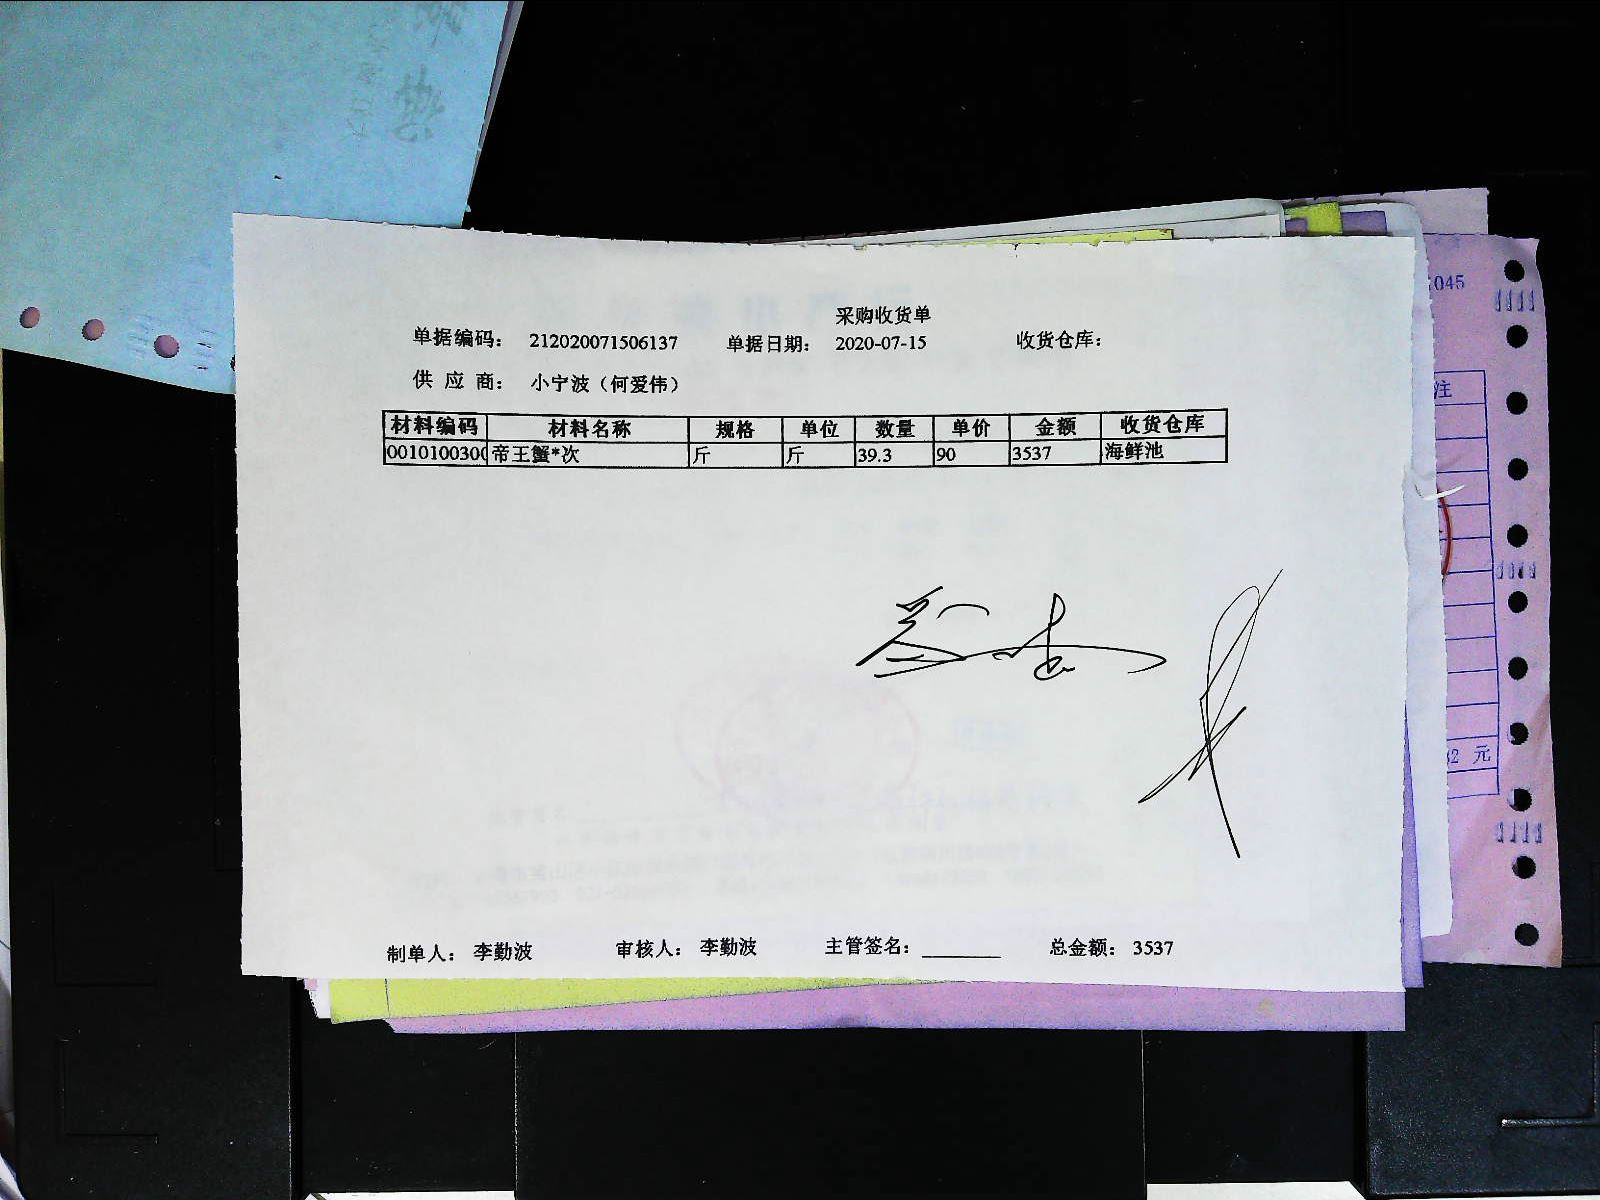 采购收货单
单据编码： 212020071506137 单据日期： 2020-07-15 收货仓库：
供 应 商： 小宁波（何爱伟）
材料编码 材料名称 规格 单位 数量 单价 金额 收货仓库
0010100300 帝王蟹*次 斤 斤 39.3 90 3537 海鲜池
制单人： 李勤波 审核人： 李勤波 主管签名： 总金额： 3537
045
注
元